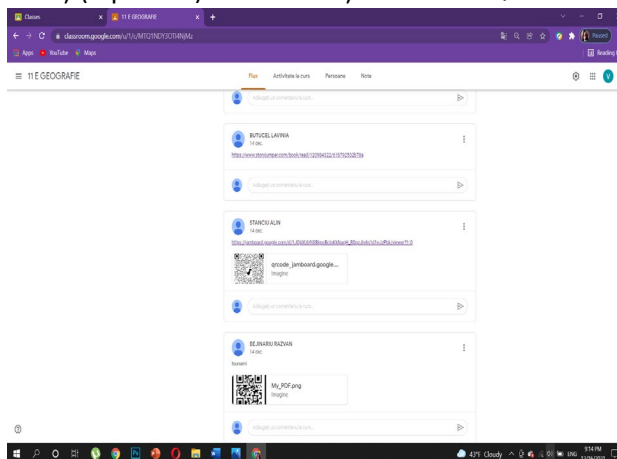 Classes
11 E GEOGRAFIE
classroom.google.com/u/1/c/MTQ1NDY3OTI4NjMz
Paused
Apps YouTube Maps
Reading
11 E GEOGRAFIE
Flux Activitate la curs Persoane Note
V
Adăugați un comentariu la curs...
BUTUCEL LAVINIA
14 dec.
Adăugați un comentariu la curs...
STANCIU ALIN
14 dec.
qrcode_jamboard.google...
Imagine
Adăugați un comentariu la curs...
BEJINARIU RAZVAN
14 dec.
tsunami
My_PDF.png
Imagine
Adăugați un comentariu la curs...
43°F Cloudy ENG 9:14 PM